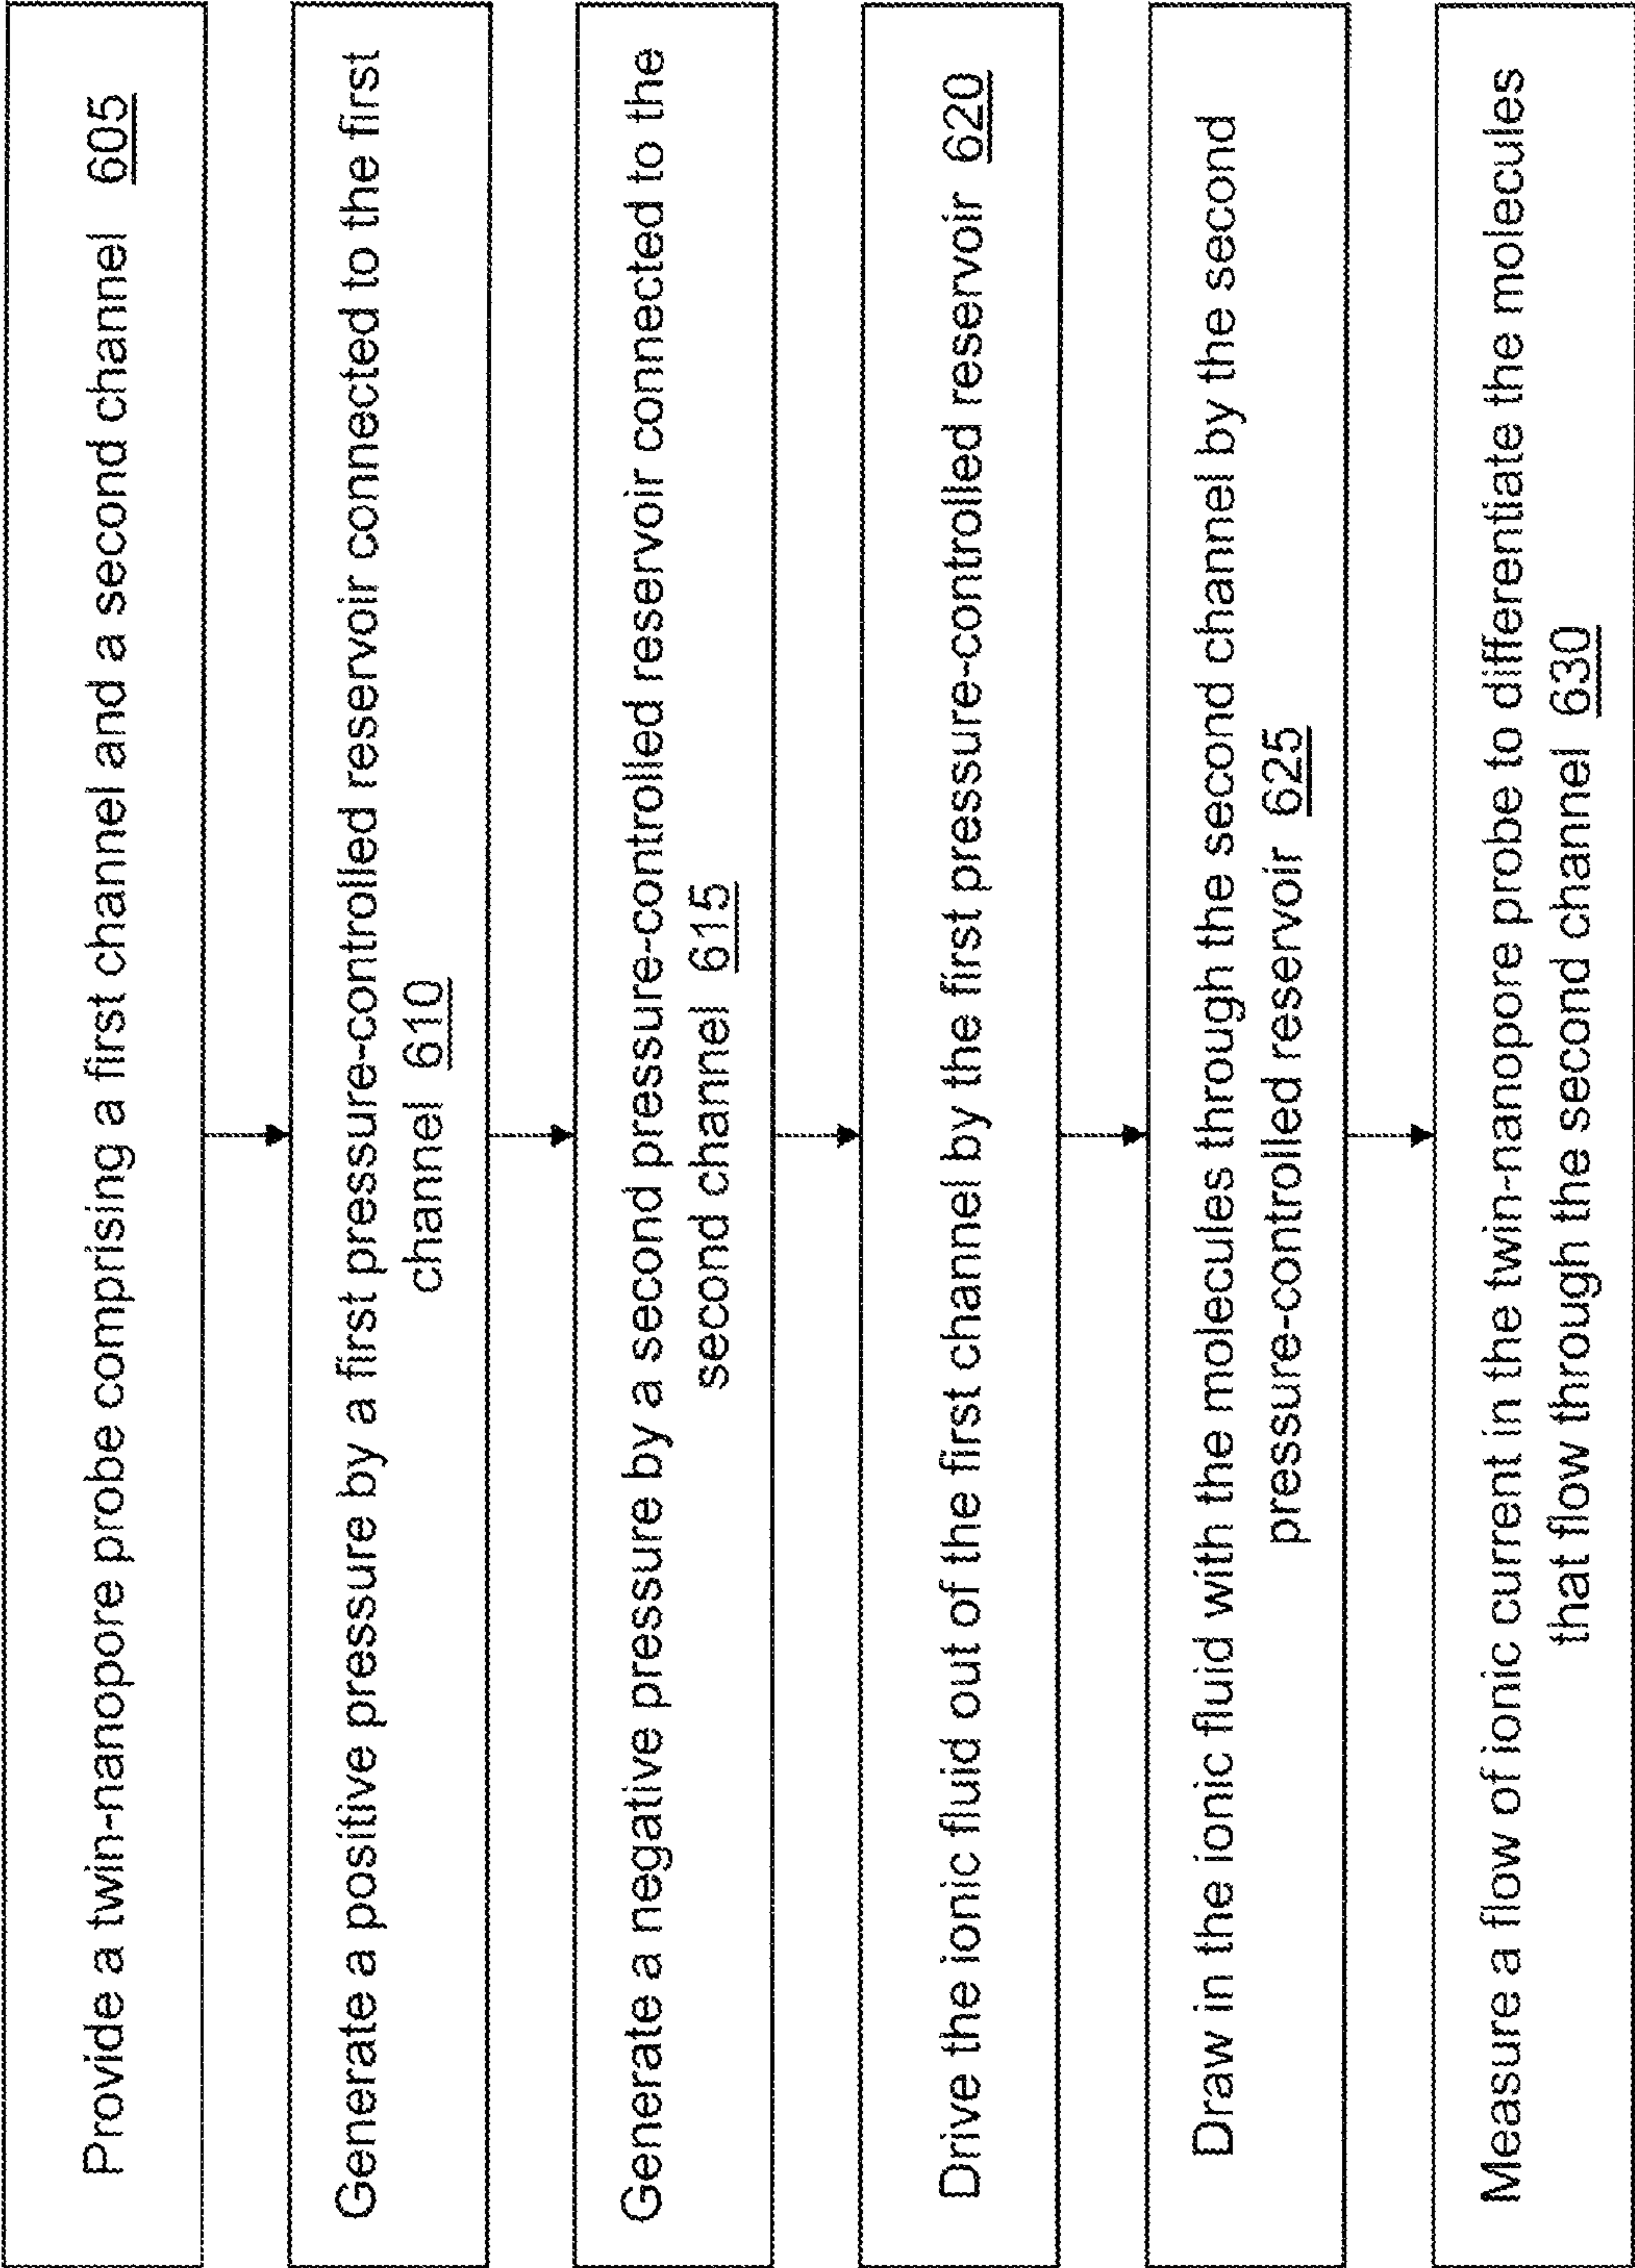 Provide a twin-nanopore probe comprising a first channel and a second channel 605
Generate a positive pressure by a first pressure-controlled reservoir connected to the first
channel 610
Generate a negative pressure by a second pressure-controlled reservoir connected to the
second channel 615
Drive the ionic fluid out of the first channel by the first pressure-controlled reservoir 620
Draw in the ionic fluid with the molecules through the second channel by the second
pressure-controlled reservoir 625
Measure a flow of ionic current in the twin-nanopore probe to differentiate the molecules
that flow through the second channel 630